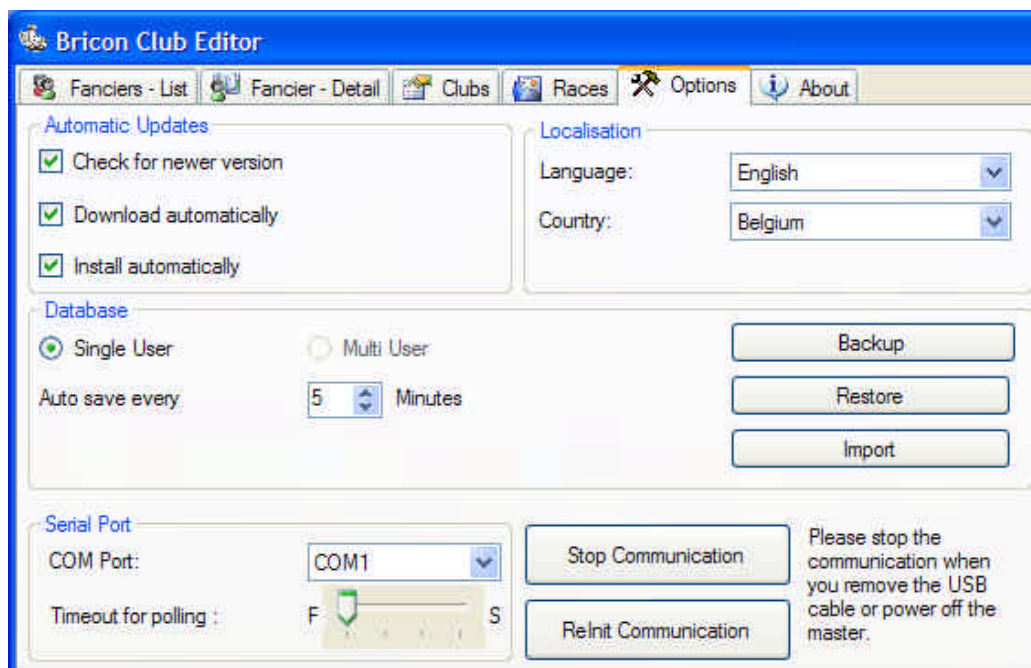 Bricon Club Editor
Fanciers - List Fancier - Detail Clubs Races Options About
Automatic Updates
Check for newer version
Download automatically
Install automatically
Localisation
Language: English
Country: Belgium
Database
Single User Multi User
Auto save every 5 Minutes
Backup
Restore
Import
Serial Port
COM Port: COM1
Timeout for polling : F S
Stop Communication
ReInit Communication
Please stop the
communication when
you remove the USB
cable or power off the
master.